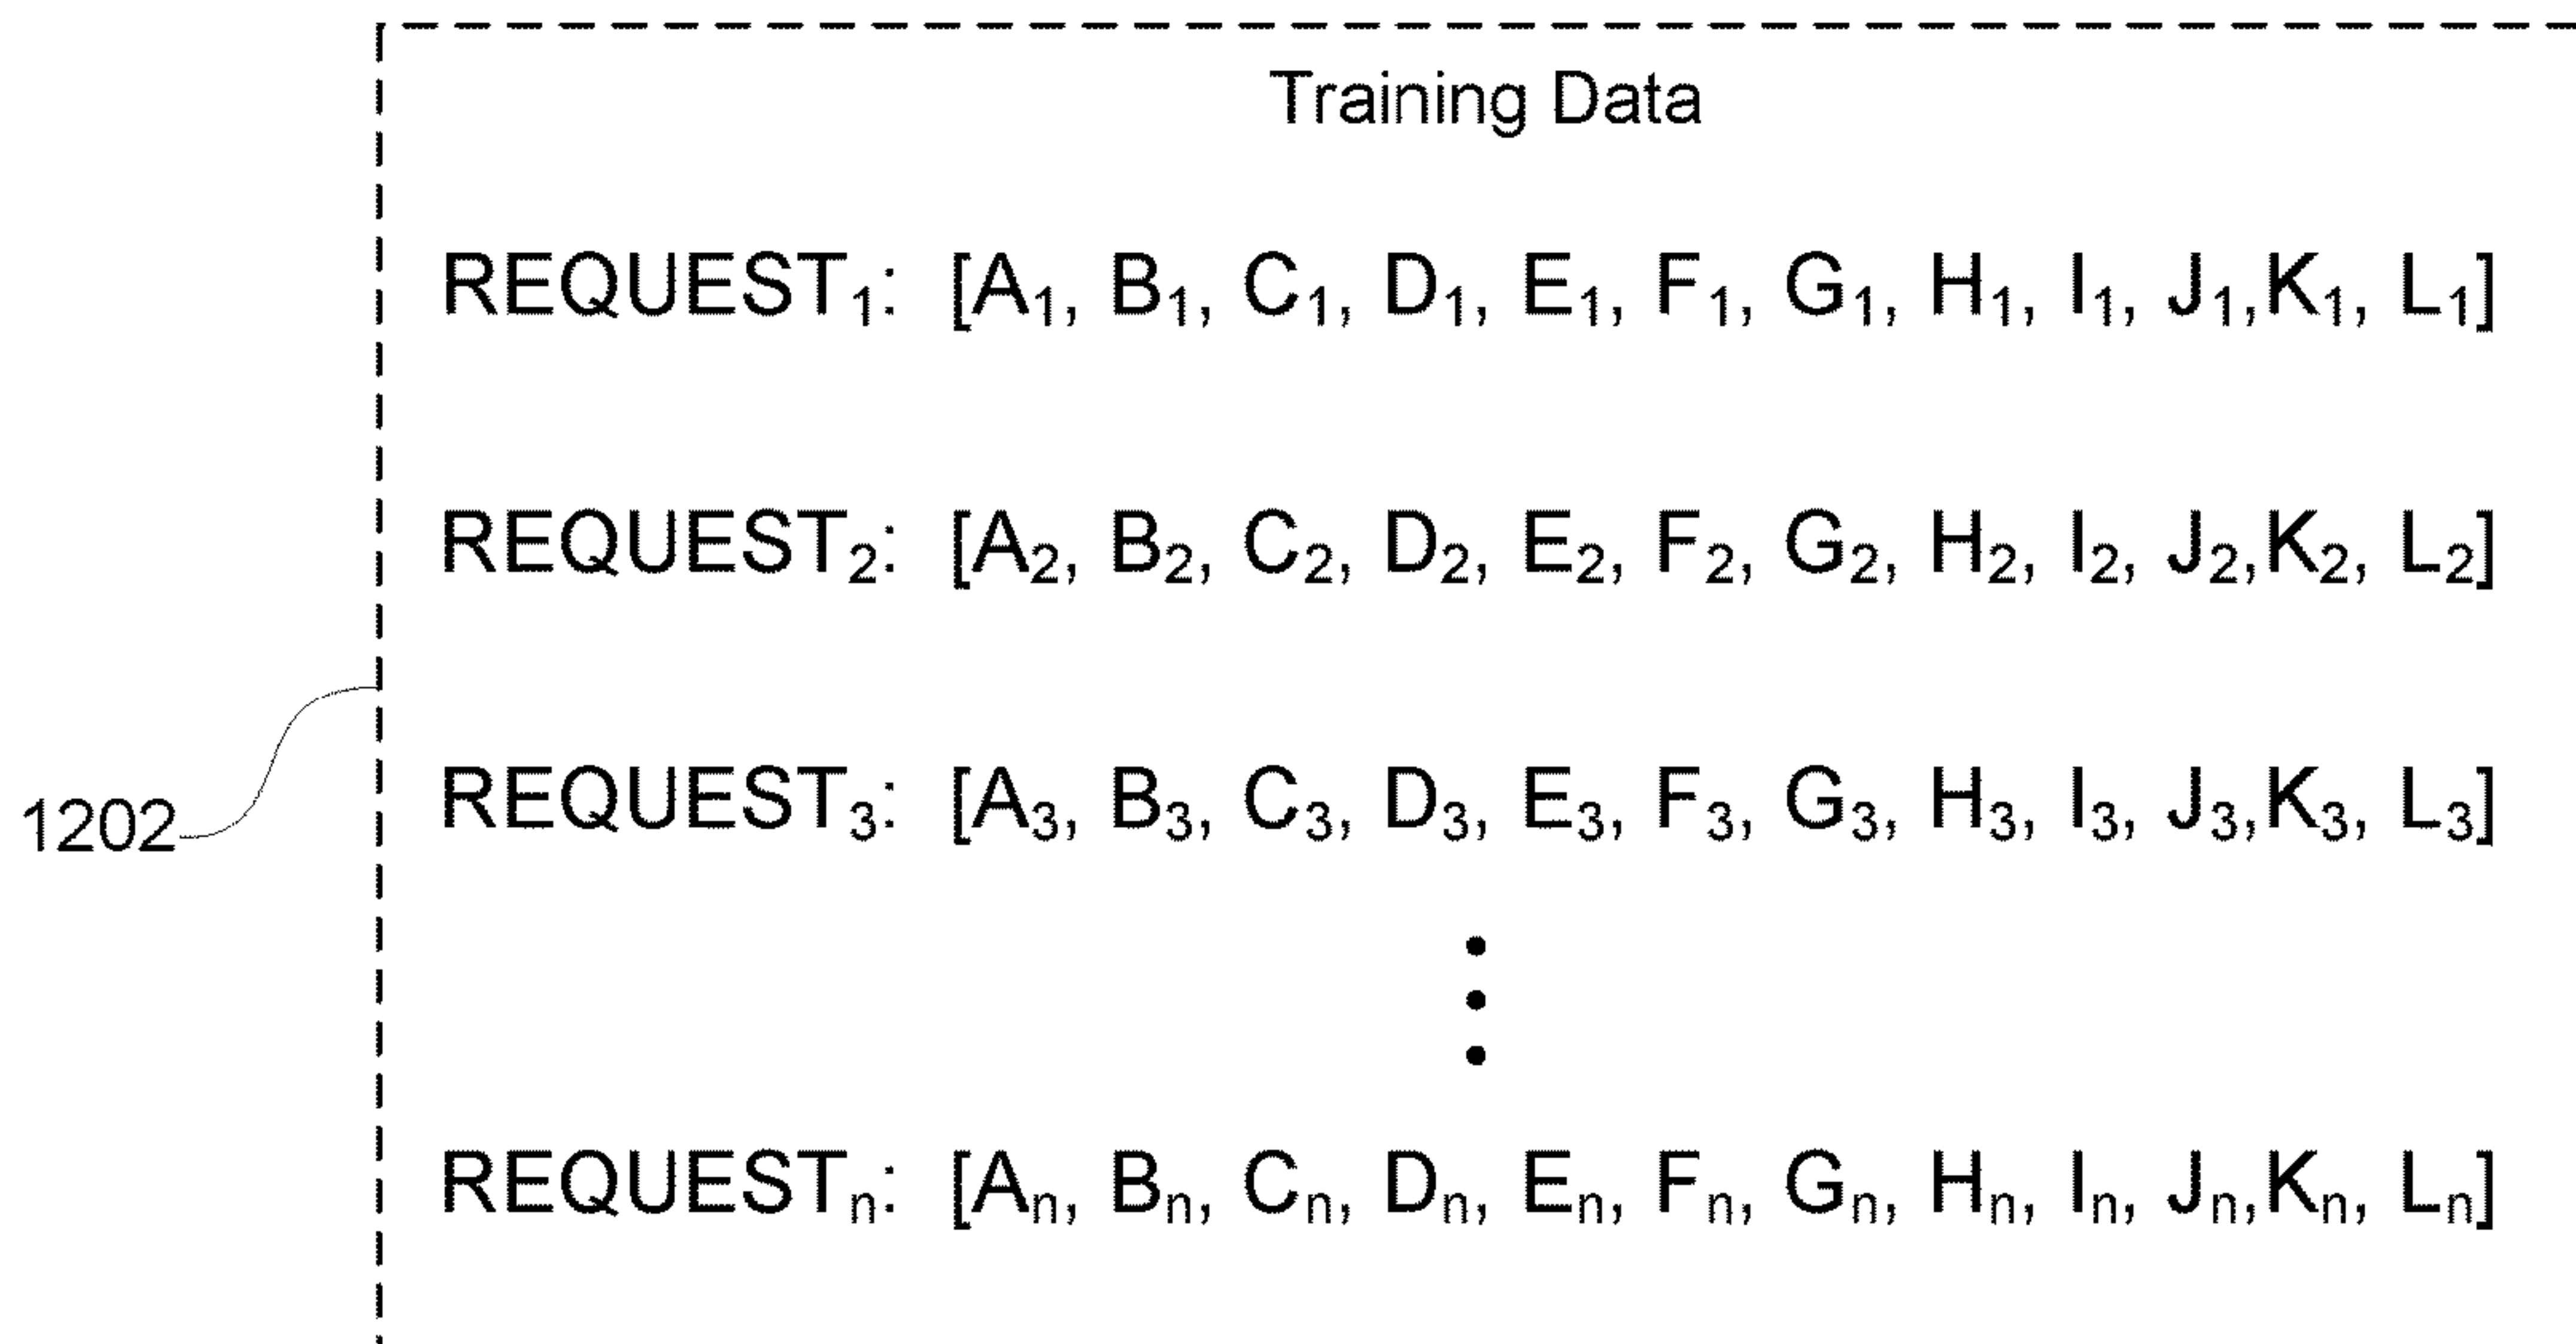 Training Data
REQUEST₁: [A₁, B₁, C₁, D₁, E₁, F₁, G₁, H₁, I₁, J₁,K₁, L₁]
REQUEST₂: [A₂, B₂, C₂, D₂, E₂, F₂, G₂, H₂, I₂, J₂,K₂, L₂]
REQUEST₃: [A₃, B₃, C₃, D₃, E₃, F₃, G₃, H₃, I₃, J₃,K₃, L₃]
1202
REQUESTₙ: [Aₙ, Bₙ, Cₙ, Dₙ, Eₙ, Fₙ, Gₙ, Hₙ, Iₙ, Jₙ,Kₙ, Lₙ]